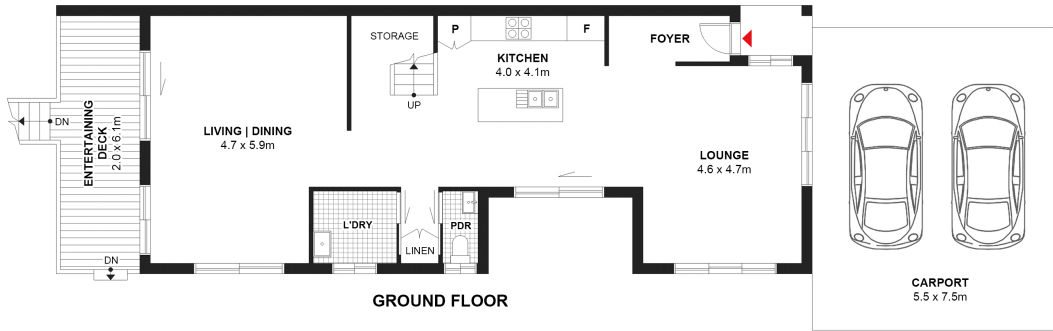 STORAGE
P
F
FOYER
KITCHEN
4.0 x 4.1m
UP
DN
ENTERTAINING
DECK
2.0 x 6.1m
LIVING | DINING
4.7 x 5.9m
LOUNGE
4.6 x 4.7m
L'DRY
PDR
LINEN
DN
CARPORT
5.5 x 7.5m
GROUND FLOOR